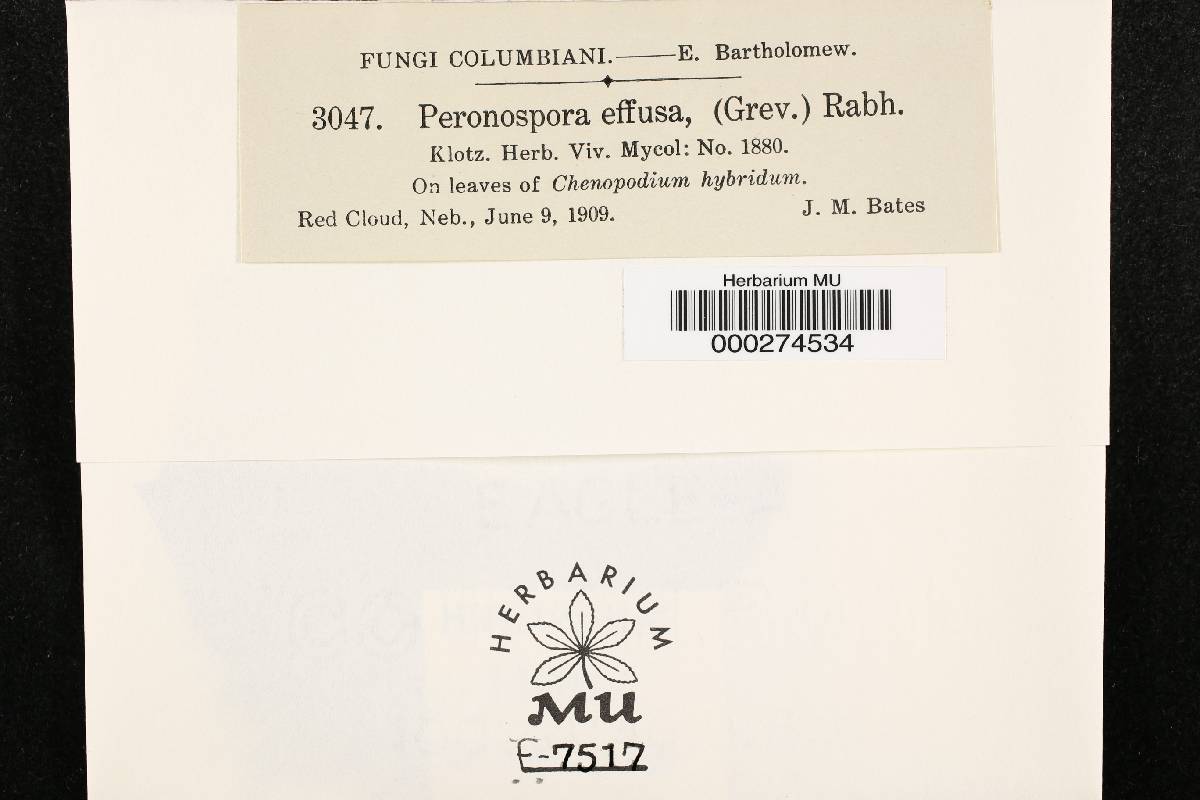 FUNGI COLUMBIANI.——E. Bartholomew.
3047. Peronospora effusa, (Grev.) Rabh.
Klotz. Herb. Viv. Mycol: No. 1880.
On leaves of Chenopodium hybridum.
Red Cloud, Neb., June 9, 1909. J. M. Bates
Herbarium MU
000274534
HERBARIUM
MU
F-7517